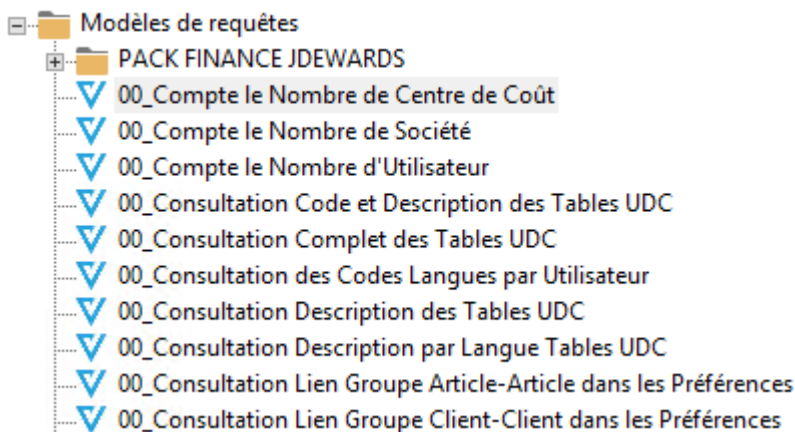 Modèles de requêtes
PACK FINANCE JDEWARDS
00_Compte le Nombre de Centre de Coût
00_Compte le Nombre de Société
00_Compte le Nombre d'Utilisateur
00_Consultation Code et Description des Tables UDC
00_Consultation Complet des Tables UDC
00_Consultation des Codes Langues par Utilisateur
00_Consultation Description des Tables UDC
00_Consultation Description par Langue Tables UDC
00_Consultation Lien Groupe Article-Article dans les Préférences
00_Consultation Lien Groupe Client-Client dans les Préférences